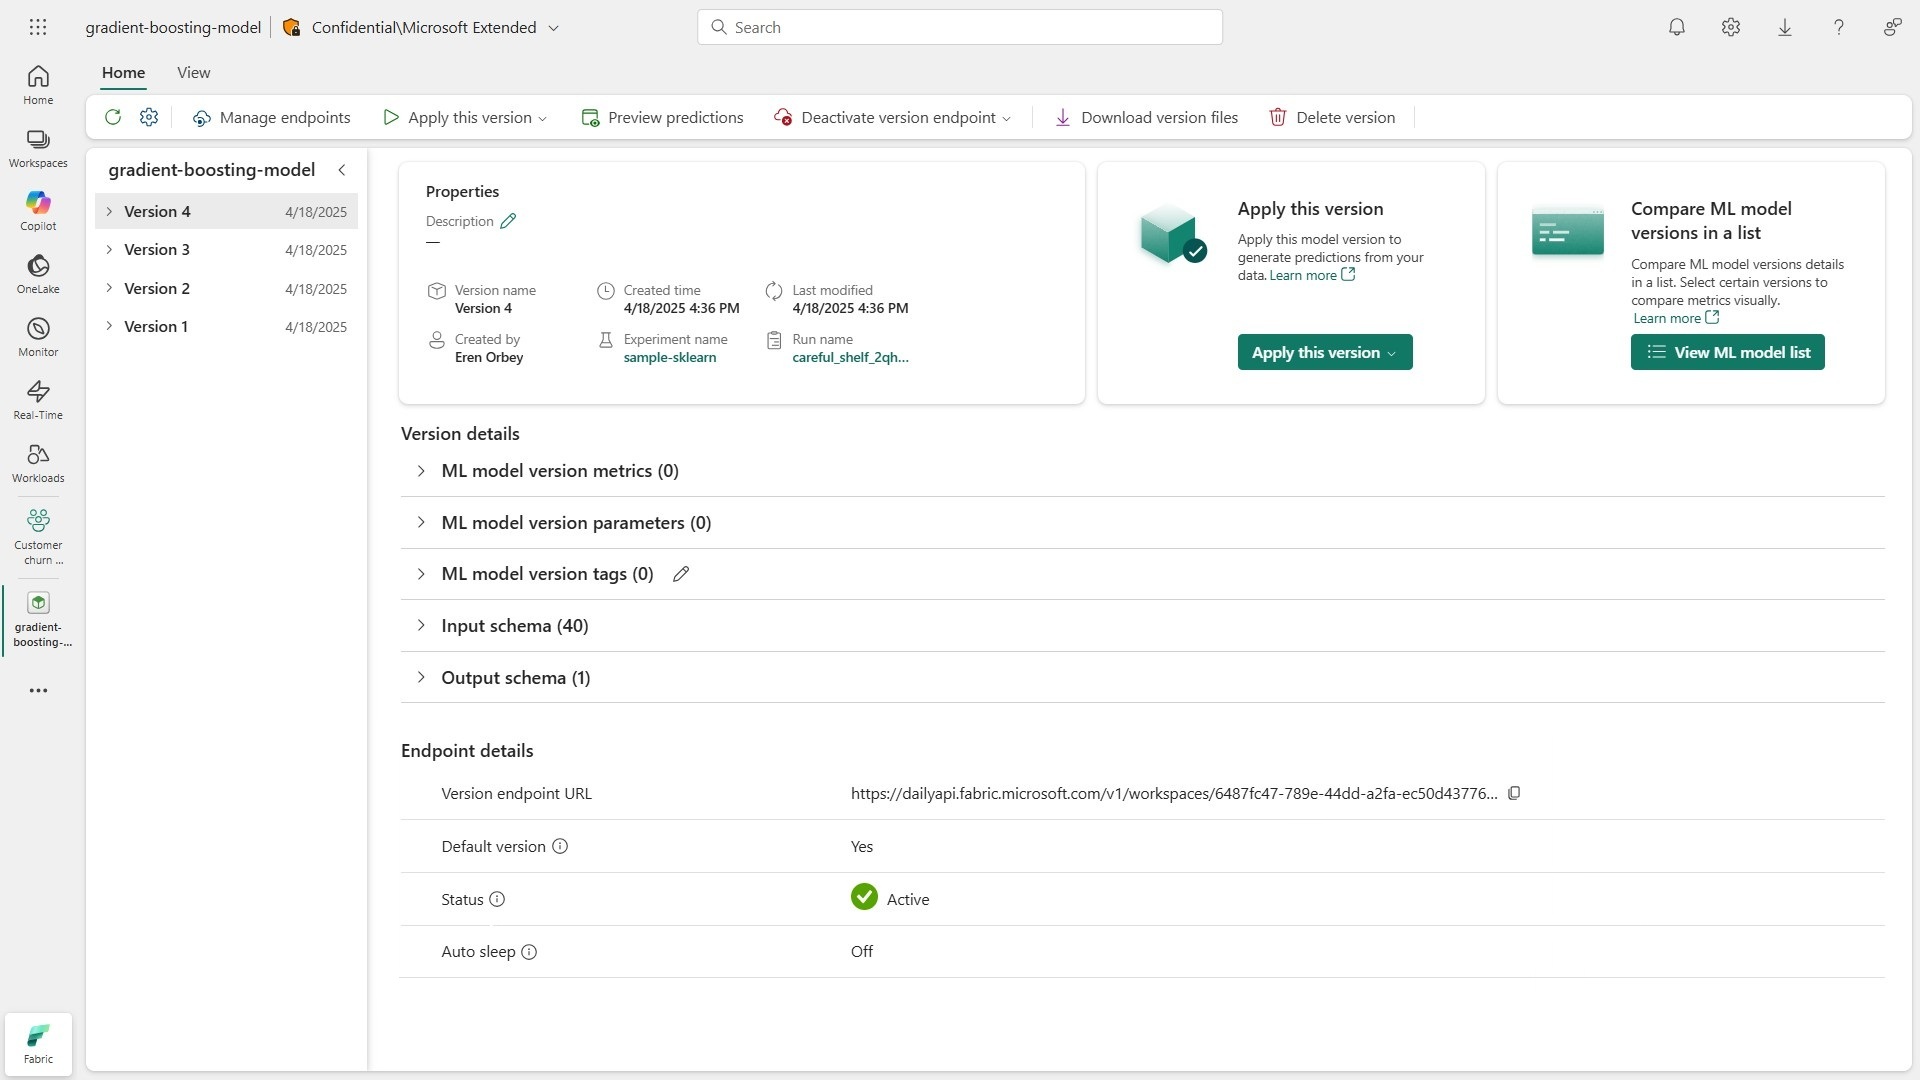 gradient-boosting-model
Confidential\Microsoft Extended
Search
Home
View
Manage endpoints
Apply this version
Preview predictions
Deactivate version endpoint
Download version files
Delete version
Home
Workspaces
Copilot
OneLake
Monitor
Real-Time
Workloads
Customer
churn ...
gradient-
boosting-...
Fabric
gradient-boosting-model
Version 4 4/18/2025
Version 3 4/18/2025
Version 2 4/18/2025
Version 1 4/18/2025
Properties
Description
—
Version name
Version 4
Created time
4/18/2025 4:36 PM
Last modified
4/18/2025 4:36 PM
Created by
Eren Orbey
Experiment name
sample-sklearn
Run name
careful_shelf_2qh...
Apply this version
Apply this model version to
generate predictions from your
data. Learn more
Apply this version
Compare ML model
versions in a list
Compare ML model versions details
in a list. Select certain versions to
compare metrics visually.
Learn more
View ML model list
Version details
ML model version metrics (0)
ML model version parameters (0)
ML model version tags (0)
Input schema (40)
Output schema (1)
Endpoint details
Version endpoint URL https://dailyapi.fabric.microsoft.com/v1/workspaces/6487fc47-789e-44dd-a2fa-ec50d43776...
Default version Yes
Status Active
Auto sleep Off